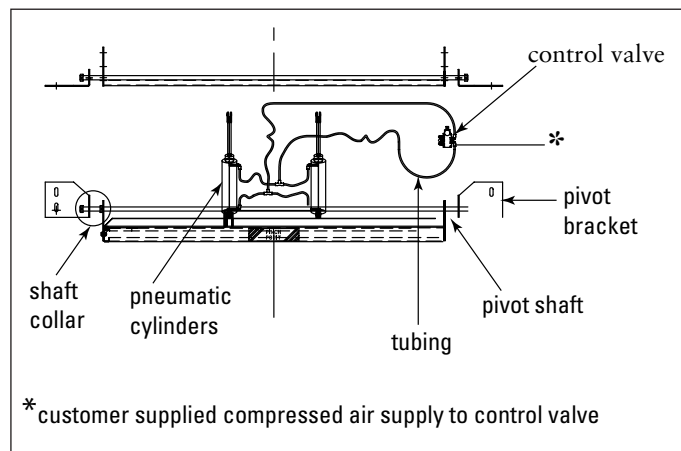 control valve
*
pivot
bracket
shaft
collar
pneumatic
cylinders
pivot shaft
tubing
*customer supplied compressed air supply to control valve